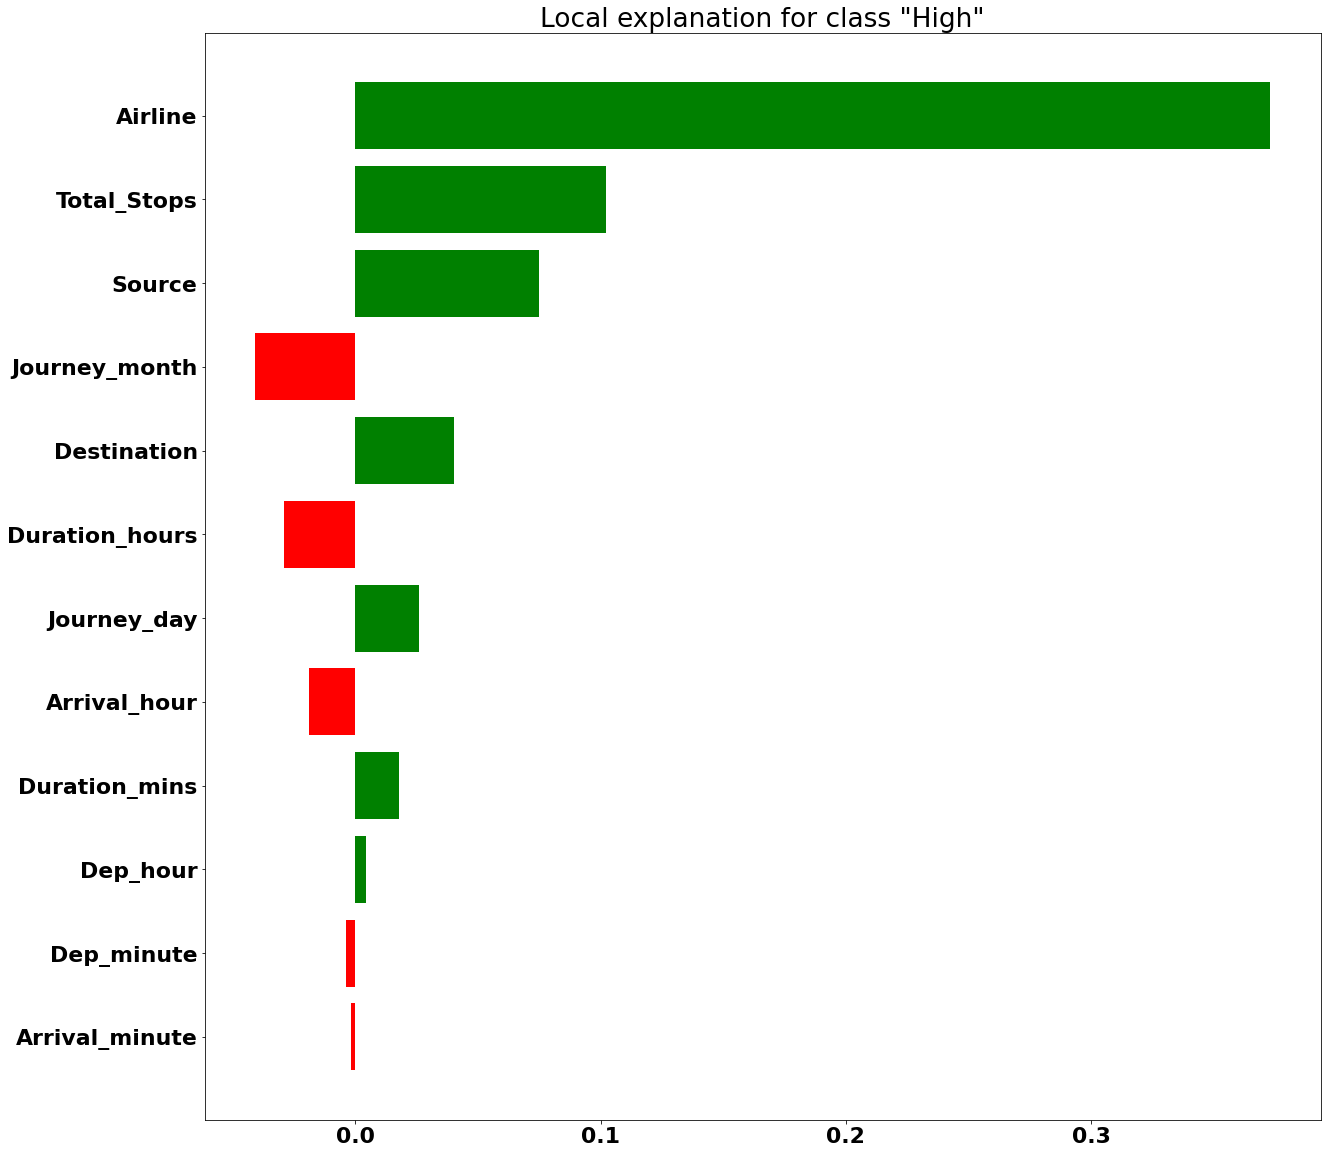 Local explanation for class "High"
Airline
Total_Stops
Source
Journey_month
Destination
Duration_hours
Journey_day
Arrival_hour
Duration_mins
Dep_hour
Dep_minute
Arrival_minute
0.0 0.1 0.2 0.3